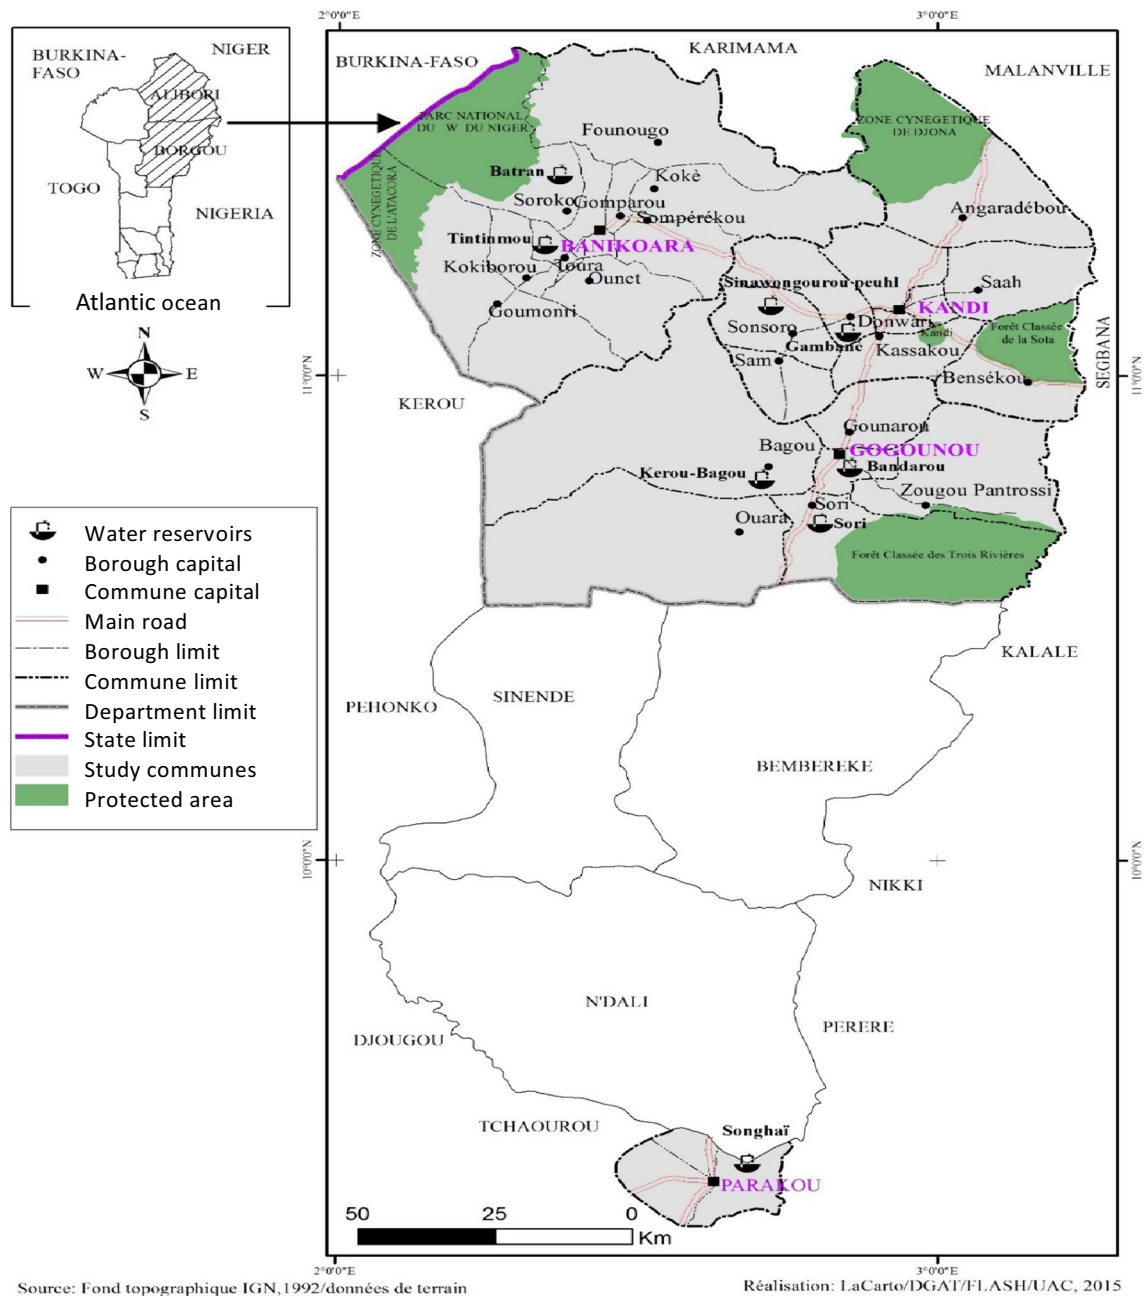 2°0'0"E
3°0'0"E
BURKINA-
FASO
NIGER
ALIBORI
BORGOU
TOGO
NIGERIA
Atlantic ocean
N
W
E
S
BURKINA-FASO
KARIMAMA
MALANVILLE
PARC NATIONAL
DU W DU NIGER
ZONE CYNEGETIQUE
DE L'ATACORA
ZONE CYNEGETIQUE
DE DJONA
Founougo
Batran
Kokè
Soroko
Gomparou
Sompérékou
Angaradébou
Tintinmou
BANIKOARA
Kokiborou
Toura
Ounet
Goumonri
Sinawongourou-peuhl
Saah
KANDI
Sonsoro
Donwari
Kandi
Forêt Classée
de la Sota
Gambane
Kassakou
Sam
Bensékou
SEGBANA
11°0'0"N
11°0'0"N
KEROU
Gounarou
GOGOUNOU
Bagou
Bandarou
Kerou-Bagou
Zougou Pantrossi
Sori
Ouara
Sori
Forêt Classée des Trois Rivières
Water reservoirs
Borough capital
Commune capital
Main road
Borough limit
Commune limit
Department limit
State limit
Study communes
Protected area
KALALE
SINENDE
PEHONKO
BEMBEREKE
10°0'0"N
10°0'0"N
NIKKI
N'DALI
PERERE
DJOUGOU
TCHAOUROU
Songhaï
PARAKOU
50
25
0
Km
2°0'0"E
3°0'0"E
Source: Fond topographique IGN,1992/données de terrain
Réalisation: LaCarto/DGAT/FLASH/UAC, 2015